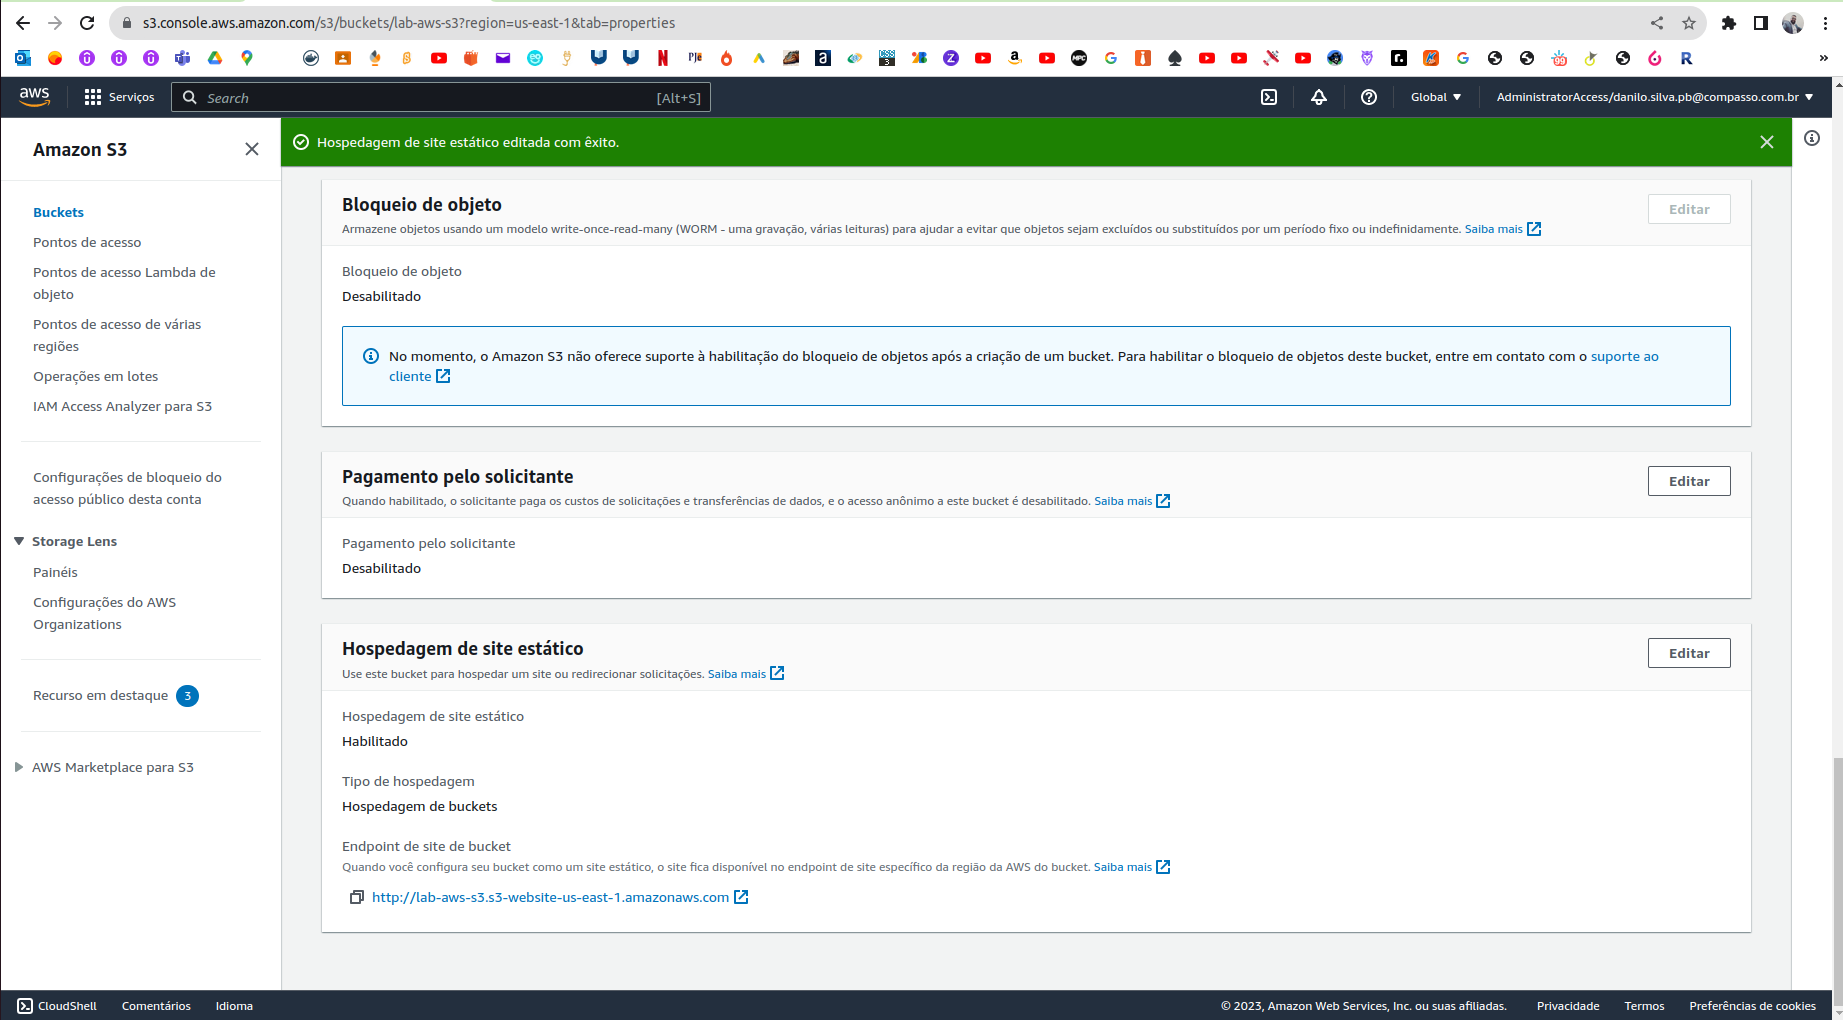 s3.console.aws.amazon.com/s3/buckets/lab-aws-s3?region=us-east-1&tab=properties
aws
Serviços
Search
[Alt+S]
Global
AdministratorAccess/danilo.silva.pb@compasso.com.br
Amazon S3
Buckets
Pontos de acesso
Pontos de acesso Lambda de
objeto
Pontos de acesso de várias
regiões
Operações em lotes
IAM Access Analyzer para S3
Configurações de bloqueio do
acesso público desta conta
Storage Lens
Painéis
Configurações do AWS
Organizations
Recurso em destaque 3
AWS Marketplace para S3
Hospedagem de site estático editada com êxito.
Bloqueio de objeto
Editar
Armazene objetos usando um modelo write-once-read-many (WORM - uma gravação, várias leituras) para ajudar a evitar que objetos sejam excluídos ou substituídos por um período fixo ou indefinidamente. Saiba mais
Bloqueio de objeto
Desabilitado
No momento, o Amazon S3 não oferece suporte à habilitação do bloqueio de objetos após a criação de um bucket. Para habilitar o bloqueio de objetos deste bucket, entre em contato com o suporte ao
cliente
Pagamento pelo solicitante
Editar
Quando habilitado, o solicitante paga os custos de solicitações e transferências de dados, e o acesso anônimo a este bucket é desabilitado. Saiba mais
Pagamento pelo solicitante
Desabilitado
Hospedagem de site estático
Editar
Use este bucket para hospedar um site ou redirecionar solicitações. Saiba mais
Hospedagem de site estático
Habilitado
Tipo de hospedagem
Hospedagem de buckets
Endpoint de site de bucket
Quando você configura seu bucket como um site estático, o site fica disponível no endpoint de site específico da região da AWS do bucket. Saiba mais
http://lab-aws-s3.s3-website-us-east-1.amazonaws.com
CloudShell
Comentários
Idioma
© 2023, Amazon Web Services, Inc. ou suas afiliadas.
Privacidade
Termos
Preferências de cookies